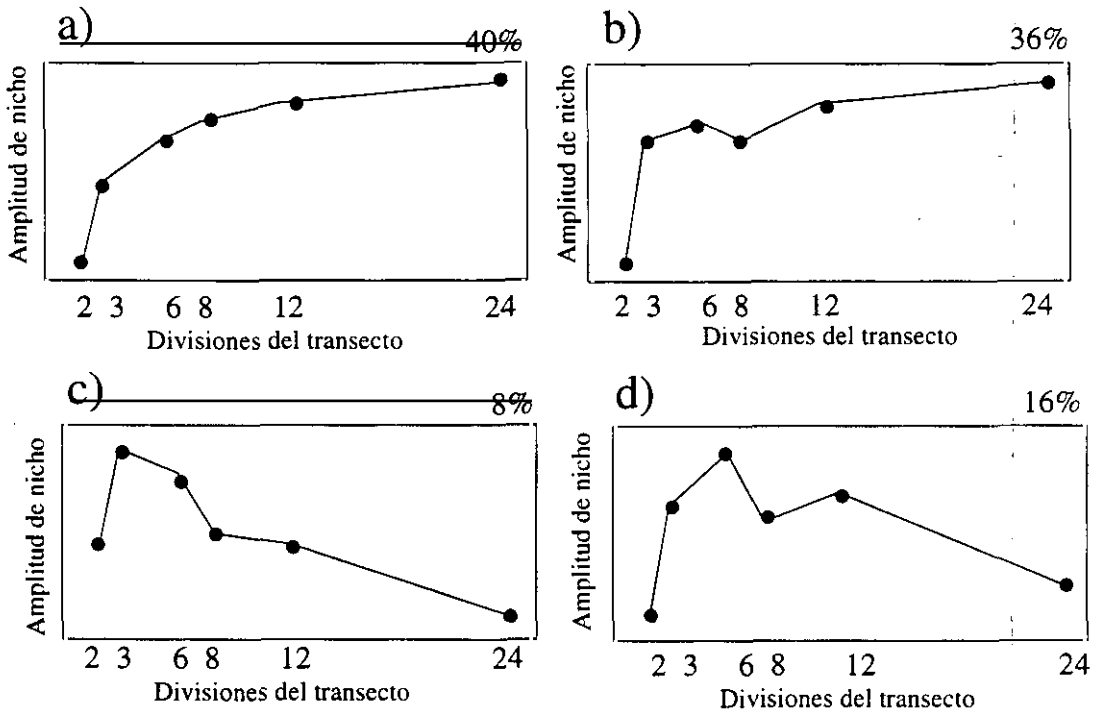 a)
40%
Amplitud de nicho
2 3 6 8 12 24
Divisiones del transecto
b)
36%
Amplitud de nicho
2 3 6 8 12 24
Divisiones del transecto
c)
8%
Amplitud de nicho
2 3 6 8 12 24
Divisiones del transecto
d)
16%
Amplitud de nicho
2 3 6 8 12 24
Divisiones del transecto